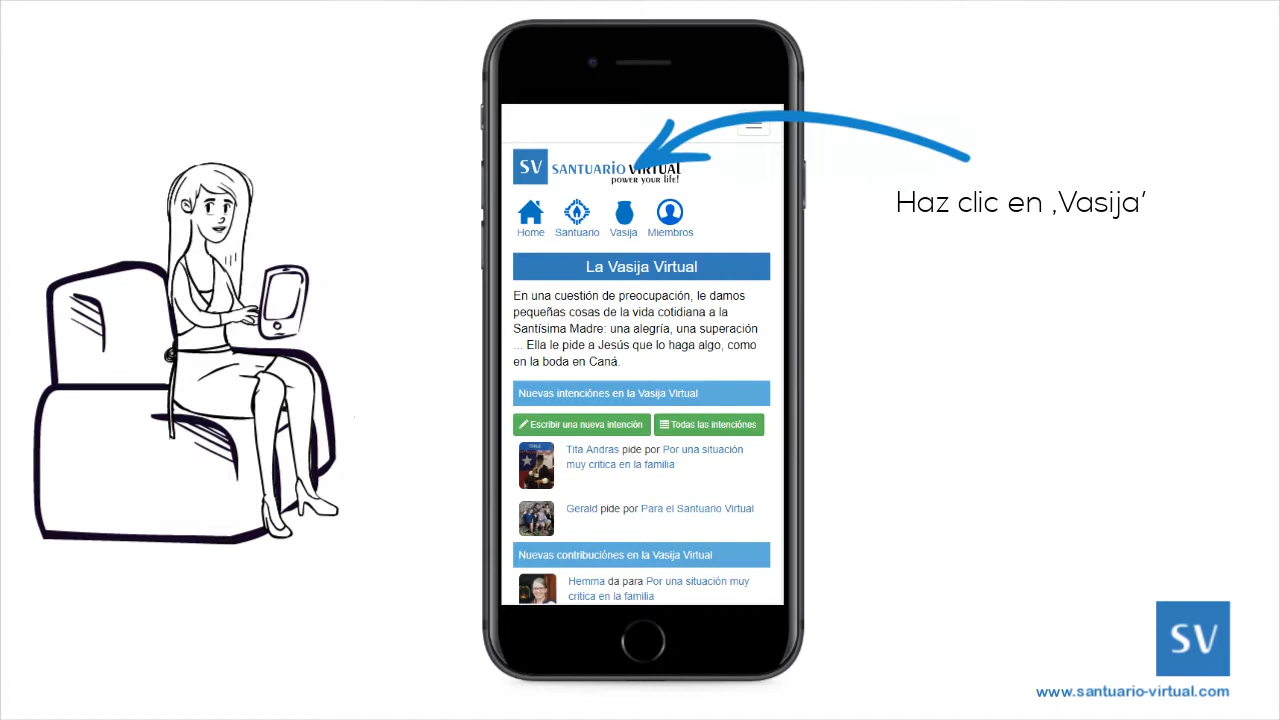 SV SANTUARIO VIRTUAL
power your life!
Home Santuario Vasija Miembros
La Vasija Virtual
En una cuestión de preocupación, le damos
pequeñas cosas de la vida cotidiana a la
Santísima Madre: una alegría, una superación
... Ella le pide a Jesús que lo haga algo, como
en la boda en Caná.
Nuevas intenciónes en la Vasija Virtual
Escribir una nueva intención Todas las intenciónes
Tita Andras pide por Por una situación
muy critica en la familia
Gerald pide por Para el Santuario Virtual
Nuevas contribuciónes en la Vasija Virtual
Hemma da para Por una situación muy
critica en la familia
Haz clic en ‚Vasija’
SV
www.santuario-virtual.com